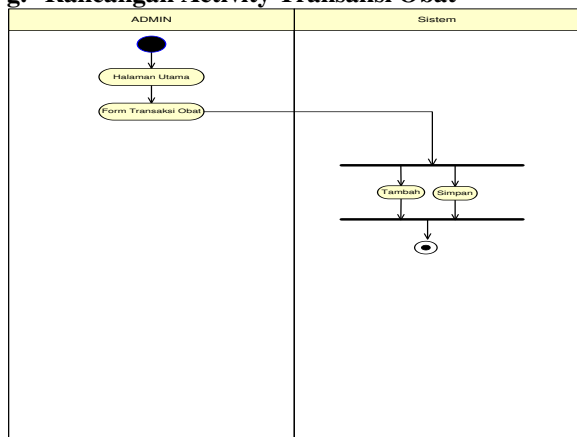 g. Rancangan Activity Transaksi Obat
ADMIN
Sistem
Halaman Utama
Form Transaksi Obat
Tambah
Simpan